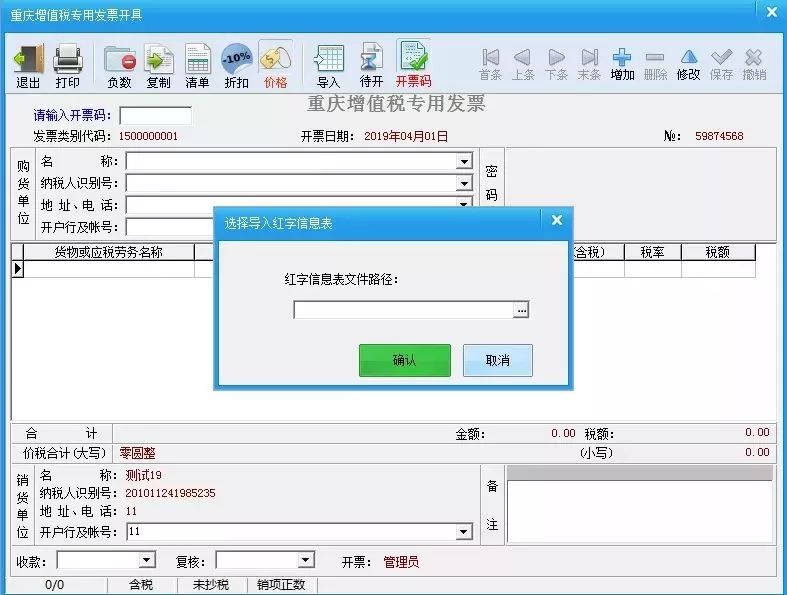 重庆增值税专用发票开具
退出 打印 负数 复制 清单 -10% 折扣 价格 导入 待开 开票码 首条 上条 下条 末条 增加 删除 修改 保存 撤销
重庆增值税专用发票
请输入开票码:
发票类别代码: 1500000001 开票日期: 2019年04月01日 №: 59874568
购货单位
名 称:
纳税人识别号:
地 址、电 话:
开户行及帐号:
密码
选择导入红字信息表
红字信息表文件路径:
...
确认 取消
货物或应税劳务名称 (含税) 税率 税额
合 计 金额: 0.00 税额: 0.00
价税合计(大写) 零圆整 (小写) 0.00
销货单位
名 称: 测试19
纳税人识别号: 201011241985235
地 址、电 话: 11
开户行及帐号: 11
备注
收款: 复核: 开票: 管理员
0/0 含税 未抄税 销项正数